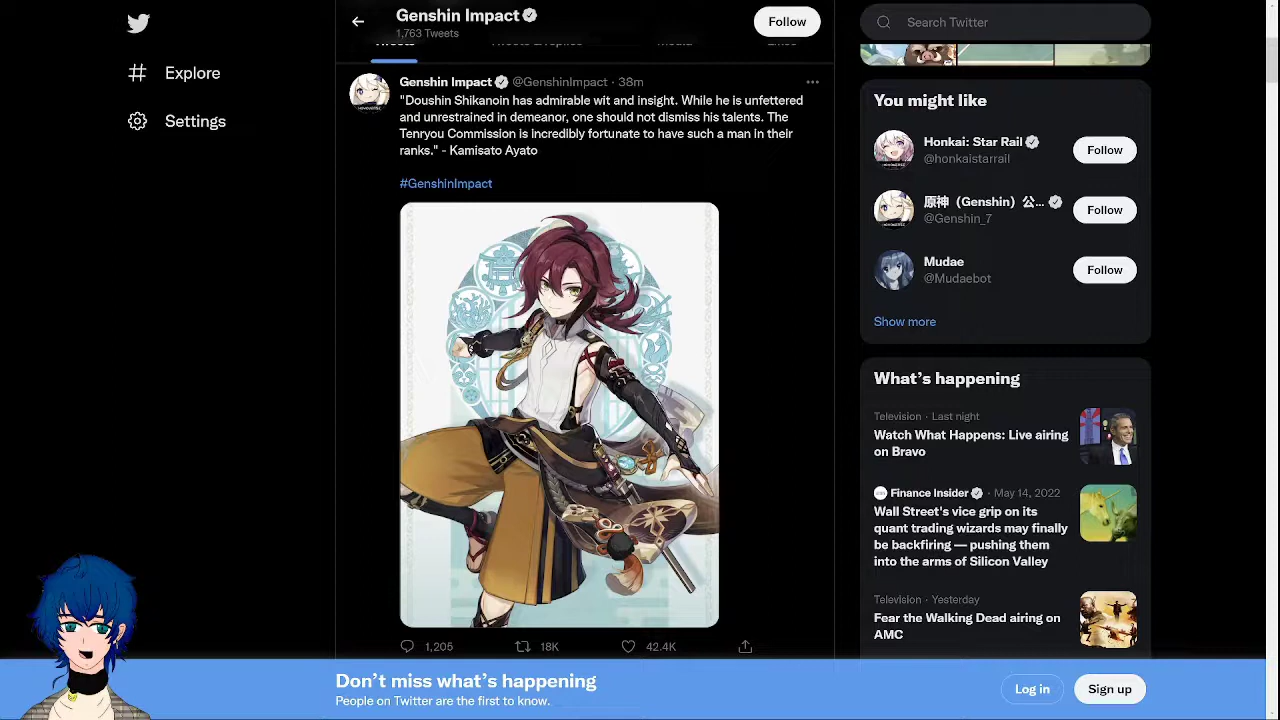 Genshin Impact
1,763 Tweets
Follow
Search Twitter
Explore
Settings
Tweets
Tweets & replies
Media
Likes
Genshin Impact @GenshinImpact · 38m
"Doushin Shikanoin has admirable wit and insight. While he is unfettered
and unrestrained in demeanor, one should not dismiss his talents. The
Tenryou Commission is incredibly fortunate to have such a man in their
ranks." - Kamisato Ayato
#GenshinImpact
1,205
18K
42.4K
You might like
Honkai: Star Rail
@honkaistarrail
Follow
原神（Genshin）公...
@Genshin_7
Follow
Mudae
@Mudaebot
Follow
Show more
What's happening
Television · Last night
Watch What Happens: Live airing
on Bravo
Finance Insider · May 14, 2022
Wall Street's vice grip on its
quant trading wizards may finally
be backfiring — pushing them
into the arms of Silicon Valley
Television · Yesterday
Fear the Walking Dead airing on
AMC
Don't miss what's happening
People on Twitter are the first to know.
Log in
Sign up